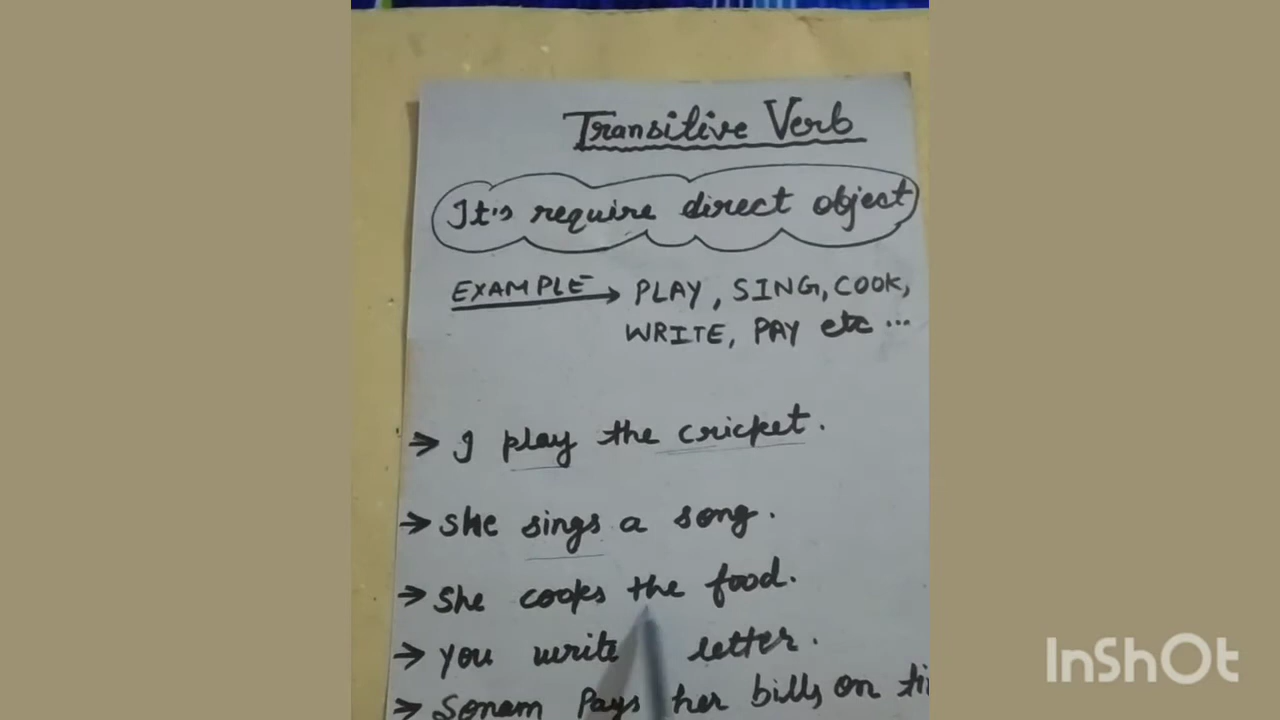 Transitive Verb
It's require direct object
EXAMPLE → PLAY, SING, COOK,
WRITE, PAY etc ...
→ I play the cricket.
→ She sings a song.
→ She cooks the food.
→ You write letter.
→ Sonam Pays her bills on ti
InShOt